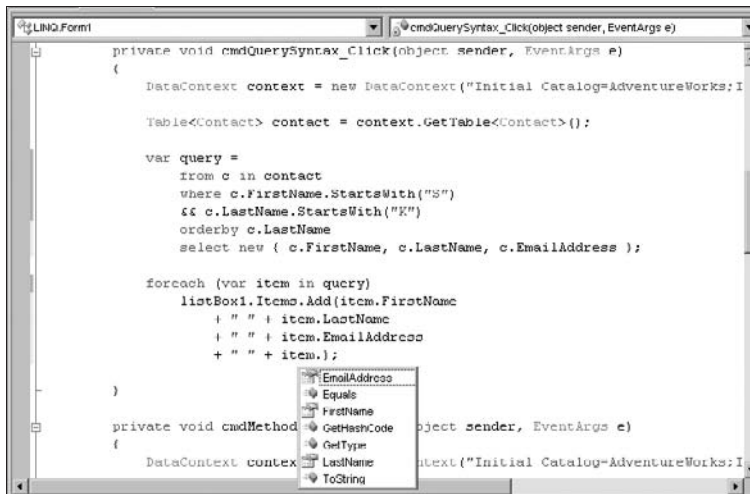 LINQ.Form1
cmdQuerySyntax_Click(object sender, EventArgs e)
private void cmdQuerySyntax_Click(object sender, EventArgs e)
{
DataContext context = new DataContext("Initial Catalog=AdventureWorks;I
Table<Contact> contact = context.GetTable<Contact>();
var query =
from c in contact
where c.FirstName.StartsWith("S")
&& c.LastName.StartsWith("K")
orderby c.LastName
select new { c.FirstName, c.LastName, c.EmailAddress };
foreach (var item in query)
listBox1.Items.Add(item.FirstName
+ " " + item.LastName
+ " " + item.EmailAddress
+ " " + item.);
EmailAddress
Equals
FirstName
GetHashCode
GetType
LastName
ToString
}
private void cmdMethod bject sender, EventArgs e)
{
DataContext contex ntext("Initial Catalog=AdventureWorks;I